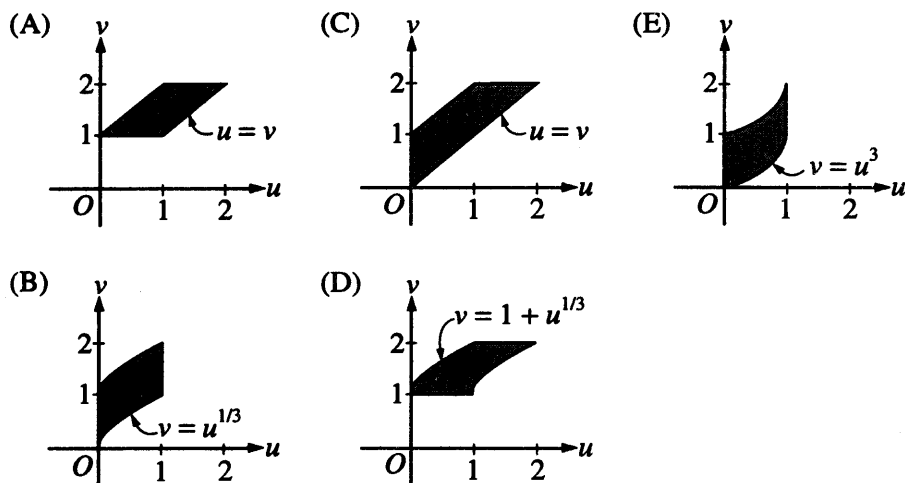 (A)
v
2
1
u = v
O
1
2
u
(C)
v
2
1
u = v
O
1
2
u
(E)
v
2
1
v = u³
O
1
2
u
(B)
v
2
1
v = u^{1/3}
O
1
2
u
(D)
v
v = 1 + u^{1/3}
2
1
O
1
2
u